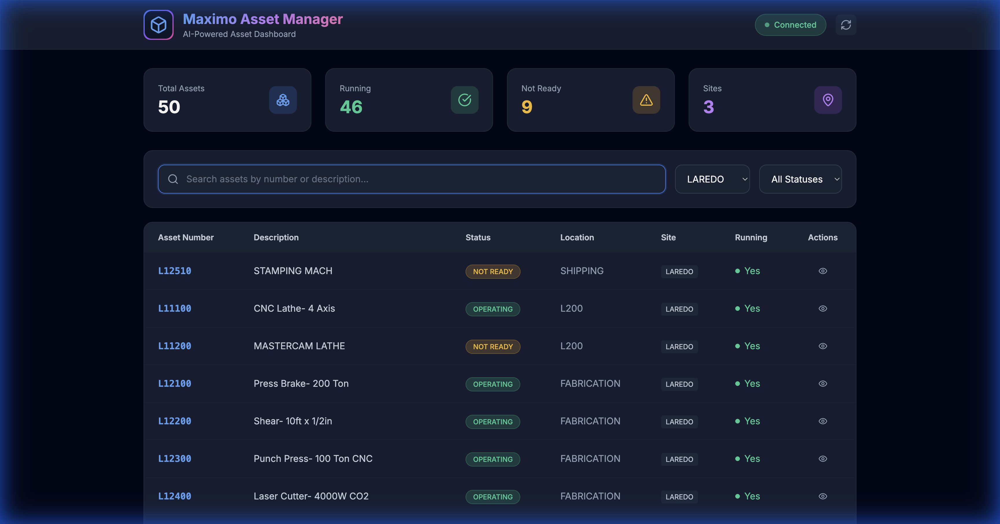 Maximo Asset Manager
AI-Powered Asset Dashboard
Connected
Total Assets
50
Running
46
Not Ready
9
Sites
3
Search assets by number or description...
LAREDO
All Statuses
Asset Number Description Status Location Site Running Actions
L12510 STAMPING MACH NOT READY SHIPPING LAREDO Yes
L11100 CNC Lathe- 4 Axis OPERATING L200 LAREDO Yes
L11200 MASTERCAM LATHE NOT READY L200 LAREDO Yes
L12100 Press Brake- 200 Ton OPERATING FABRICATION LAREDO Yes
L12200 Shear- 10ft x 1/2in OPERATING FABRICATION LAREDO Yes
L12300 Punch Press- 100 Ton CNC OPERATING FABRICATION LAREDO Yes
L12400 Laser Cutter- 4000W CO2 OPERATING FABRICATION LAREDO Yes